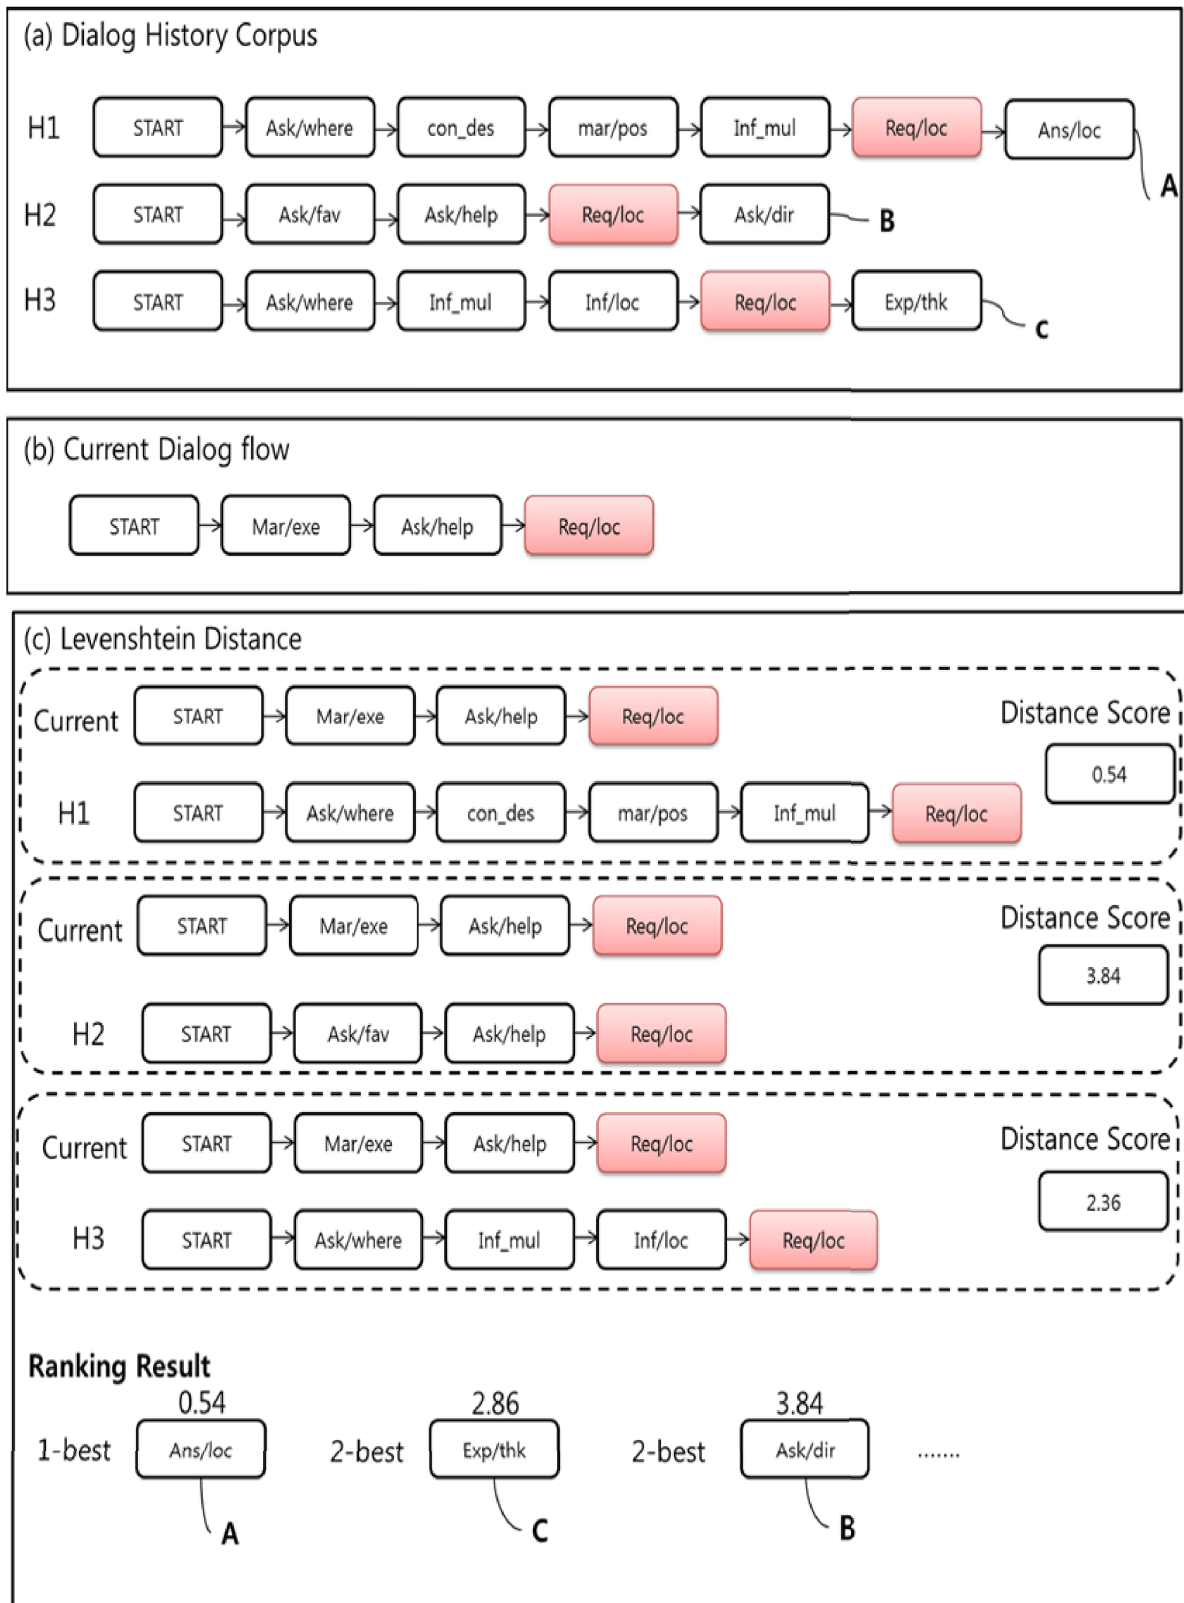 (a) Dialog History Corpus
H1 START Ask/where con_des mar/pos Inf_mul Req/loc Ans/loc
A
H2 START Ask/fav Ask/help Req/loc Ask/dir B
H3 START Ask/where Inf_mul Inf/loc Req/loc Exp/thk
C
(b) Current Dialog flow
START Mar/exe Ask/help Req/loc
(c) Levenshtein Distance
Current START Mar/exe Ask/help Req/loc Distance Score
0.54
H1 START Ask/where con_des mar/pos Inf_mul Req/loc
Current START Mar/exe Ask/help Req/loc Distance Score
3.84
H2 START Ask/fav Ask/help Req/loc
Current START Mar/exe Ask/help Req/loc Distance Score
2.36
H3 START Ask/where Inf_mul Inf/loc Req/loc
Ranking Result
0.54 2.86 3.84
1-best Ans/loc 2-best Exp/thk 2-best Ask/dir .......
A C B